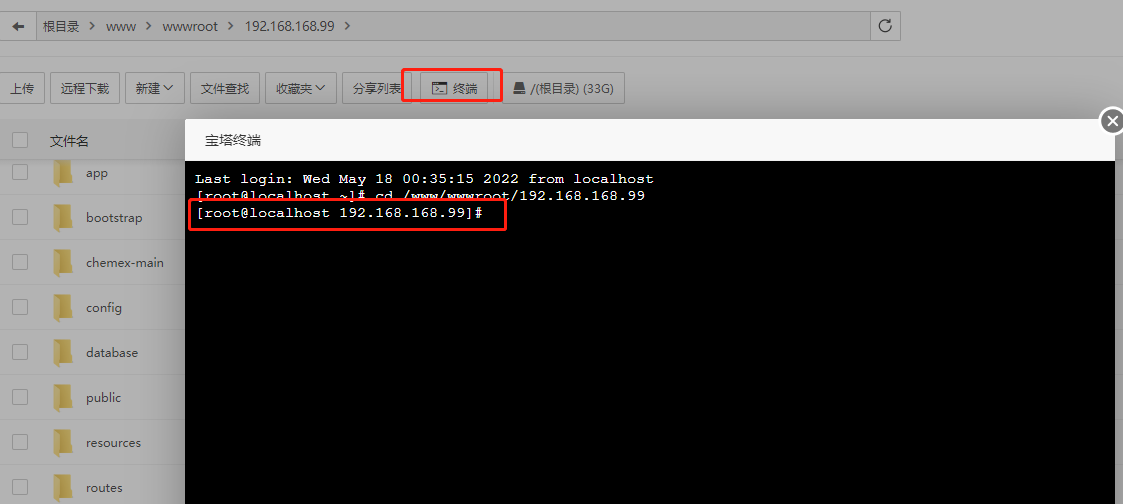 根目录 > www > wwwroot > 192.168.168.99 >
上传 远程下载 新建 文件查找 收藏夹 分享列表 终端 /(根目录) (33G)
文件名
宝塔终端
app
bootstrap
chemex-main
config
database
public
resources
routes
Last login: Wed May 18 00:35:15 2022 from localhost
[root@localhost ~]# cd /www/wwwroot/192.168.168.99
[root@localhost 192.168.168.99]#